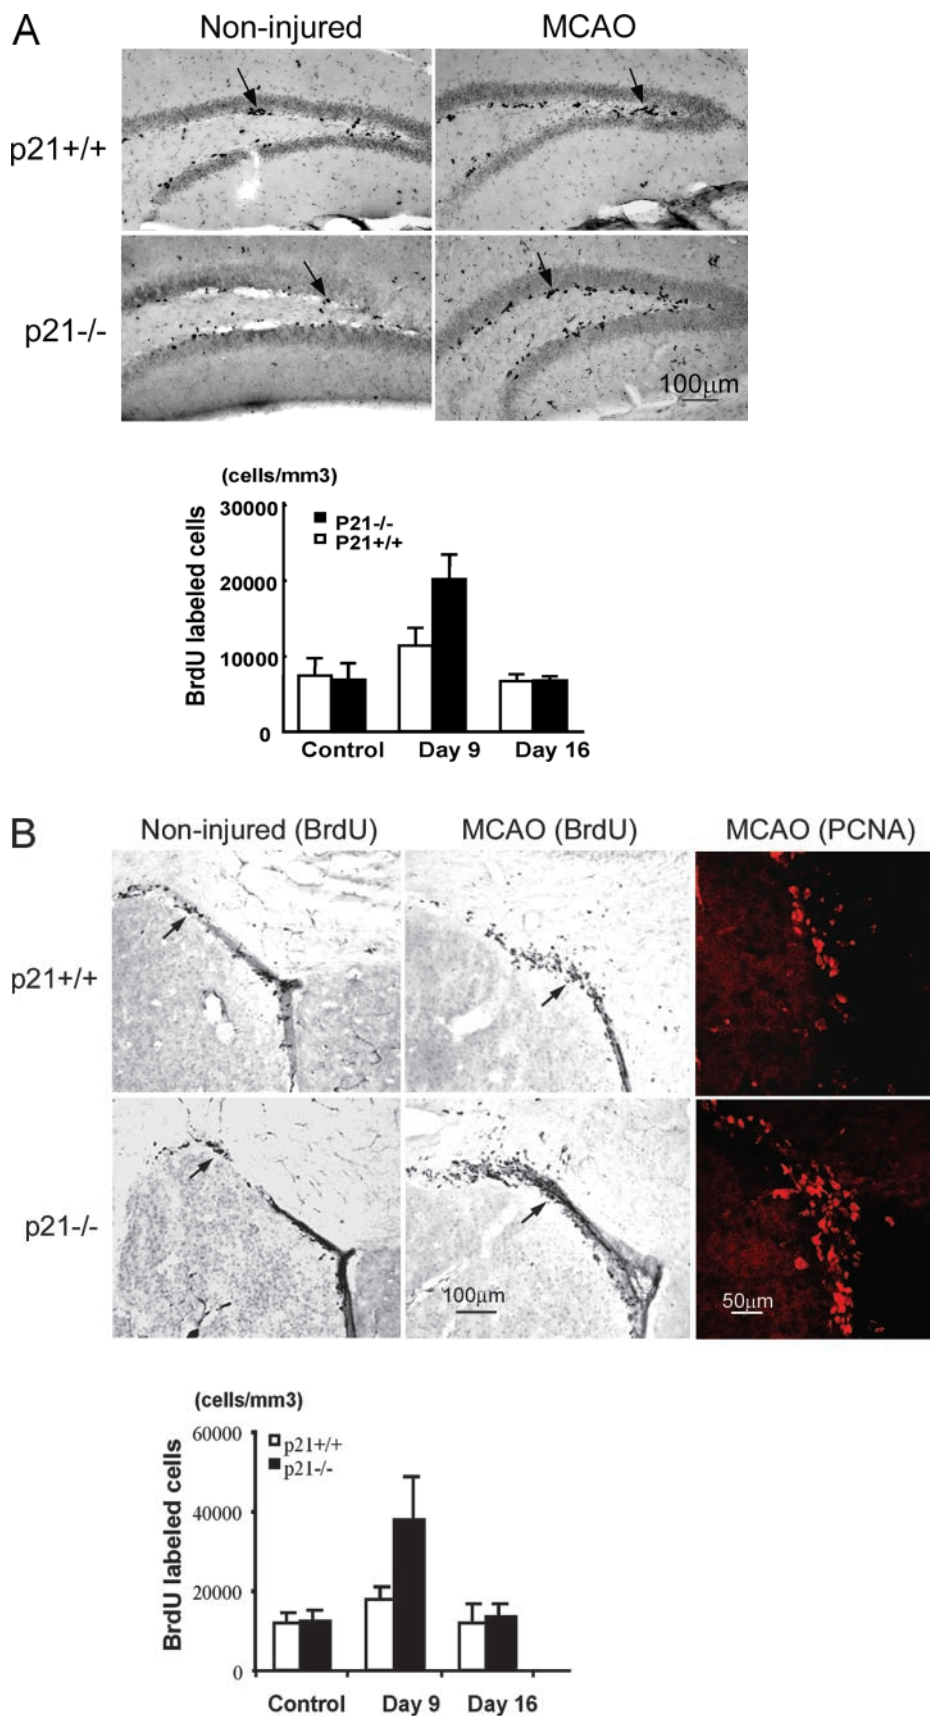 A
Non-injured MCAO
p21+/+
p21-/-
100μm
(cells/mm3)
BrdU labeled cells
30000
20000
10000
0
P21-/-
P21+/+
Control Day 9 Day 16
B
Non-injured (BrdU) MCAO (BrdU) MCAO (PCNA)
p21+/+
p21-/-
100μm 50μm
(cells/mm3)
BrdU labeled cells
60000
40000
20000
0
p21+/+
p21-/-
Control Day 9 Day 16